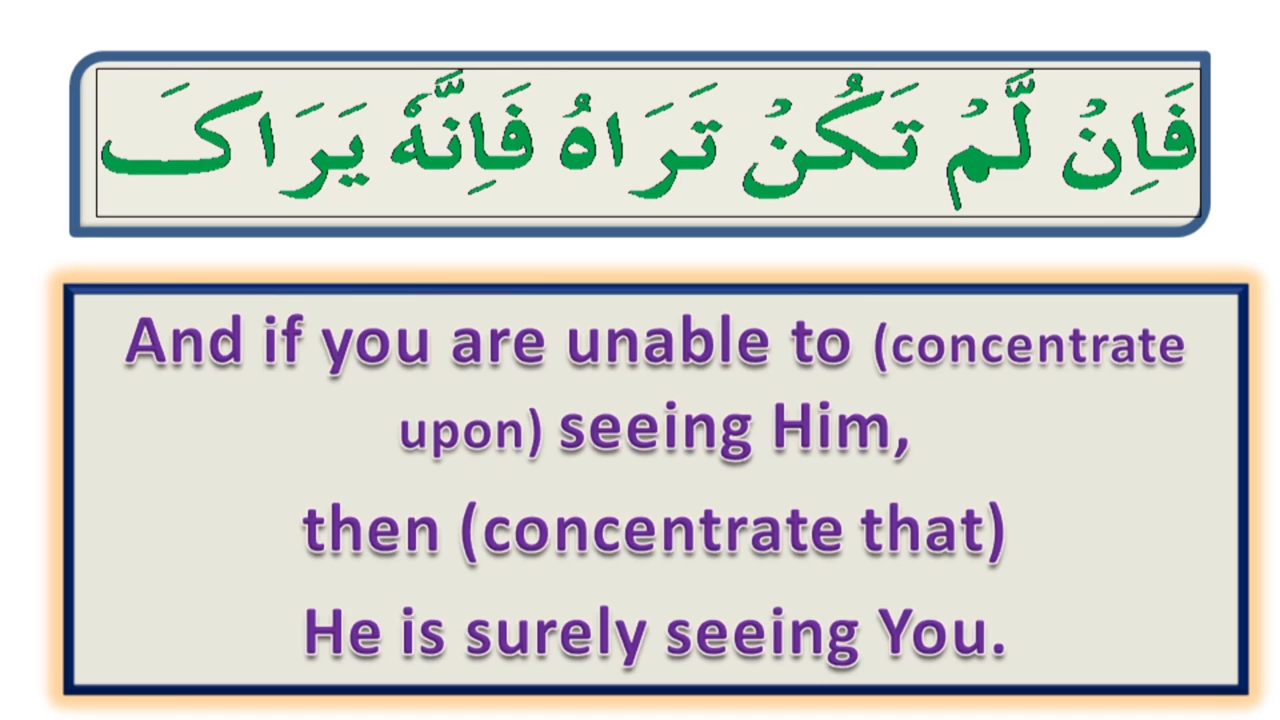 فَاِنْ لَّمْ تَكُنْ تَرَاهُ فَاِنَّهٗ يَرَاکَ
And if you are unable to (concentrate
upon) seeing Him,
then (concentrate that)
He is surely seeing You.